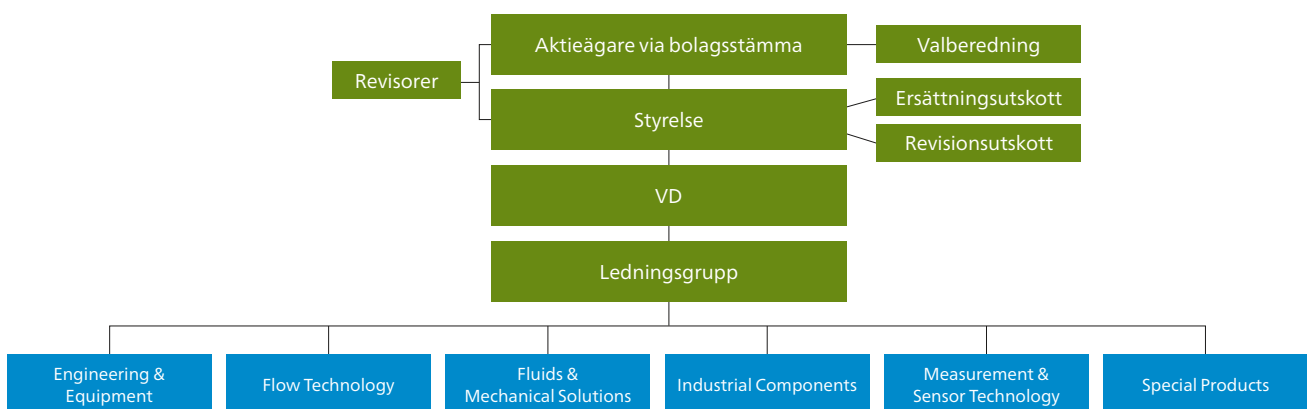 Aktieägare via bolagsstämma
Valberedning
Revisorer
Ersättningsutskott
Styrelse
Revisionsutskott
VD
Ledningsgrupp
Engineering &
Equipment
Flow Technology
Fluids &
Mechanical Solutions
Industrial Components
Measurement &
Sensor Technology
Special Products